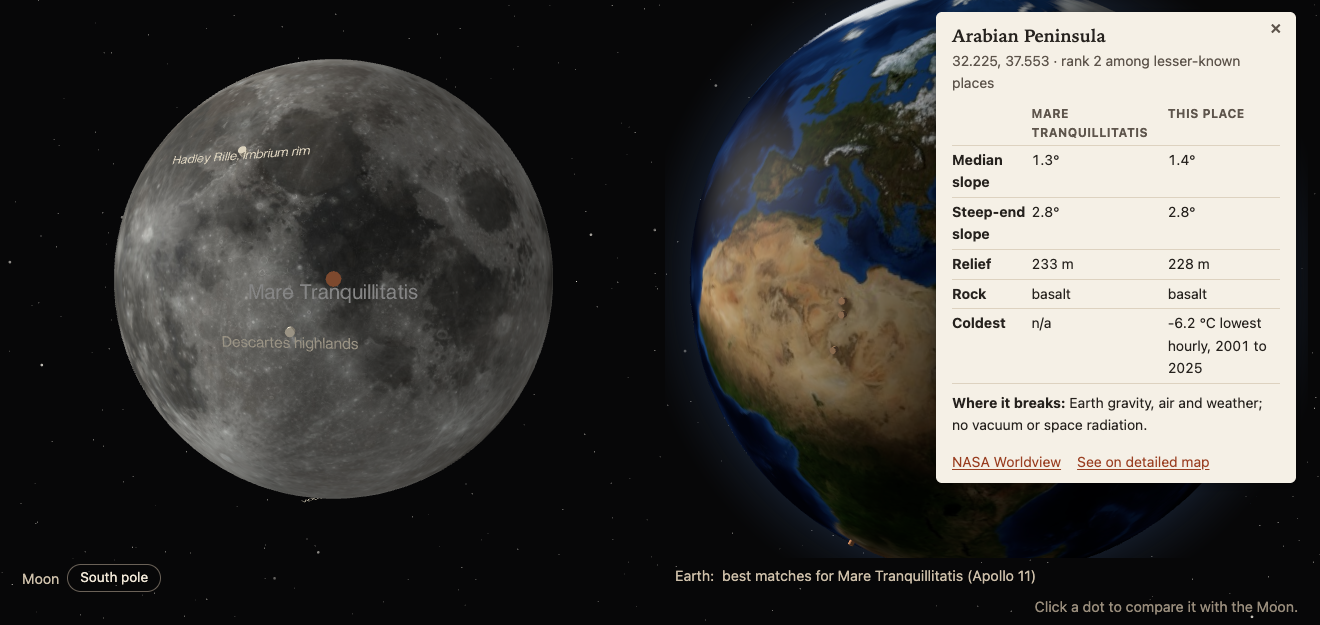 Hadley Rille, Imbrium rim
Mare Tranquillitatis
Descartes highlands
Moon
South pole
Arabian Peninsula
×
32.225, 37.553 · rank 2 among lesser-known
places
MARE
TRANQUILLITATIS
THIS PLACE
Median
slope
1.3°
1.4°
Steep-end
slope
2.8°
2.8°
Relief
233 m
228 m
Rock
basalt
basalt
Coldest
n/a
-6.2 °C lowest
hourly, 2001 to
2025
Where it breaks: Earth gravity, air and weather;
no vacuum or space radiation.
NASA Worldview
See on detailed map
Earth: best matches for Mare Tranquillitatis (Apollo 11)
Click a dot to compare it with the Moon.